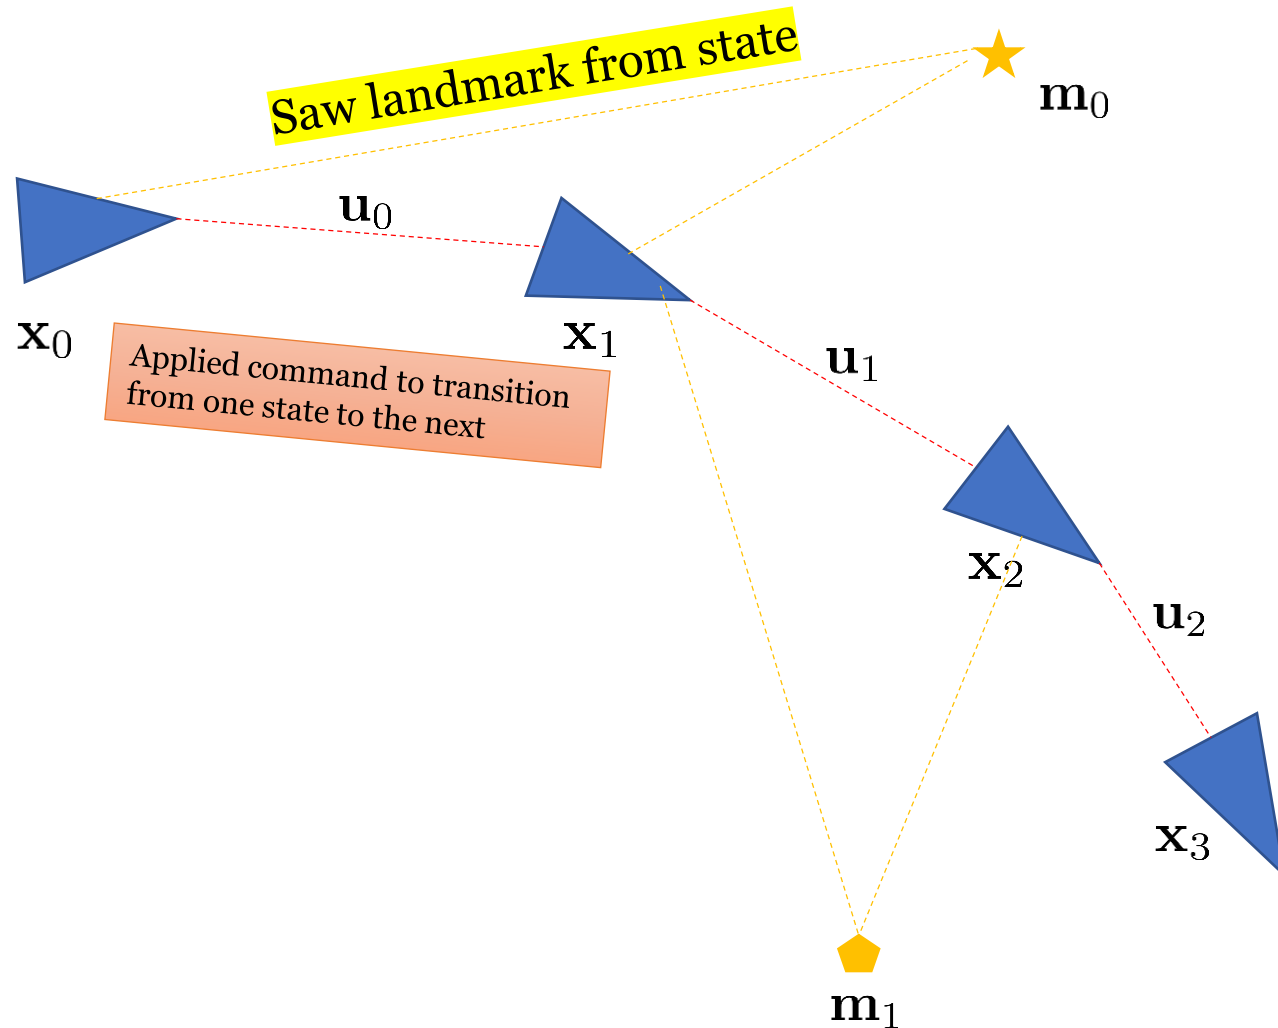 Saw landmark from state
m₀
u₀
x₀
x₁
Applied command to transition
from one state to the next
u₁
x₂
u₂
x₃
m₁